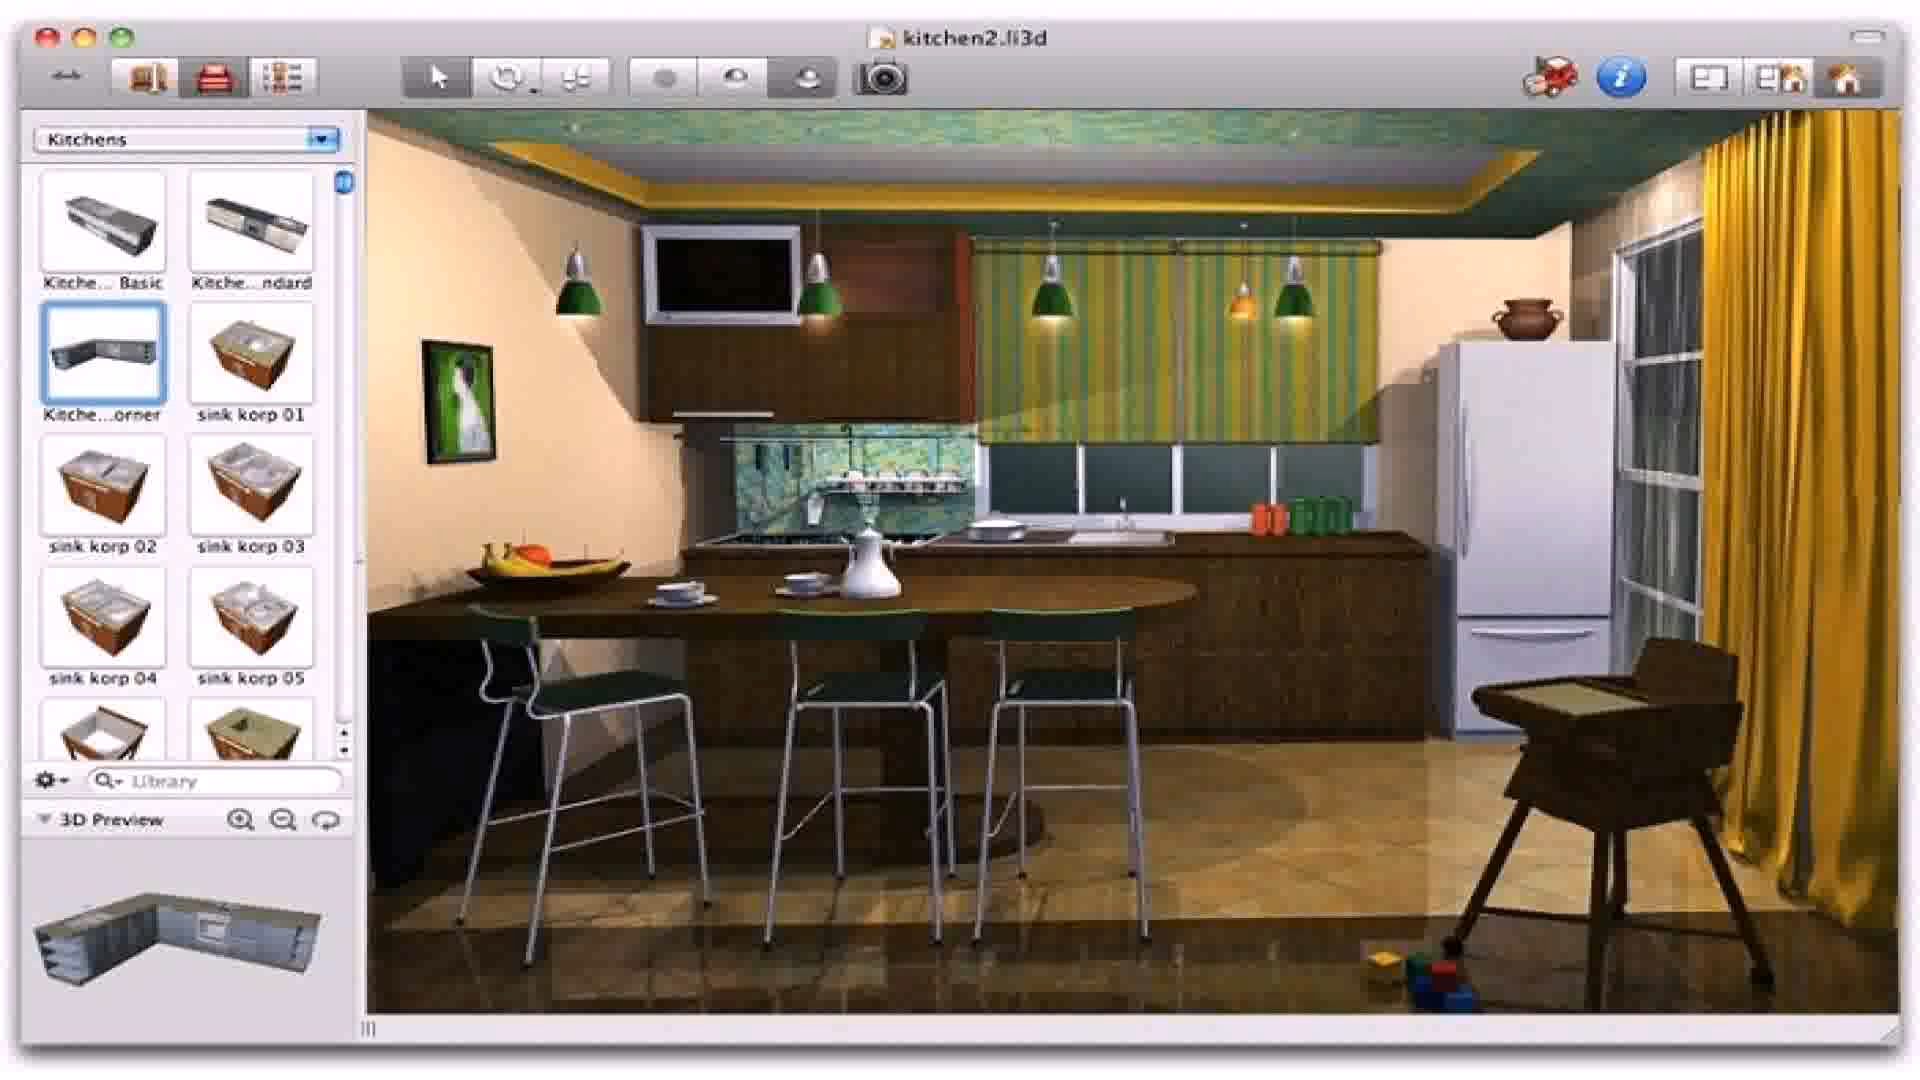 kitchen2.li3d
Kitchens
Kitche... Basic
Kitche...ndard
Kitche...orner
sink korp 01
sink korp 02
sink korp 03
sink korp 04
sink korp 05
Library
3D Preview